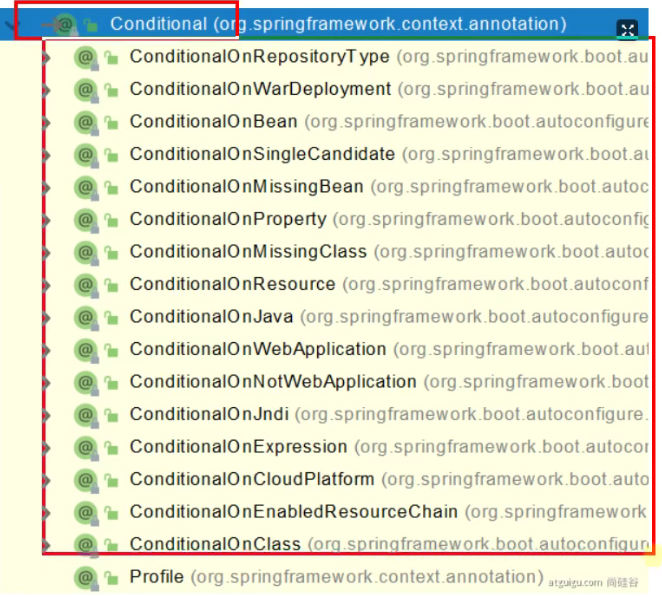 Conditional (org.springframework.context.annotation)
ConditionalOnRepositoryType (org.springframework.boot.au
ConditionalOnWarDeployment (org.springframework.boot.au
ConditionalOnBean (org.springframework.boot.autoconfigure
ConditionalOnSingleCandidate (org.springframework.boot.au
ConditionalOnMissingBean (org.springframework.boot.autoc
ConditionalOnProperty (org.springframework.boot.autoconfig
ConditionalOnMissingClass (org.springframework.boot.autoc
ConditionalOnResource (org.springframework.boot.autoconf
ConditionalOnJava (org.springframework.boot.autoconfigure
ConditionalOnWebApplication (org.springframework.boot.aut
ConditionalOnNotWebApplication (org.springframework.boot
ConditionalOnJndi (org.springframework.boot.autoconfigure.
ConditionalOnExpression (org.springframework.boot.autocor
ConditionalOnCloudPlatform (org.springframework.boot.auto
ConditionalOnEnabledResourceChain (org.springframework
ConditionalOnClass (org.springframework.boot.autoconfigur
Profile (org.springframework.context.annotation)
atguigu.com 尚硅谷